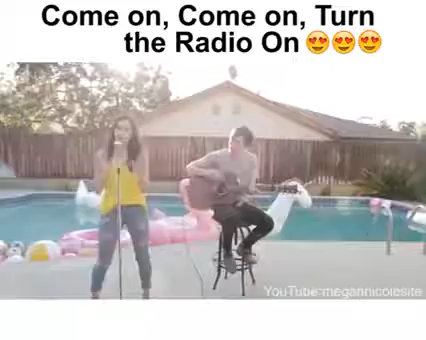 Come on, Come on, Turn
the Radio On 😍😍😍
YouTube:megannicolesite